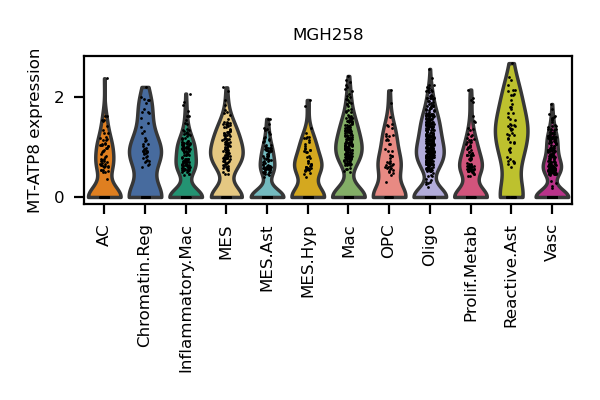 MGH258
MT-ATP8 expression
2
0
AC
Chromatin.Reg
Inflammatory.Mac
MES
MES.Ast
MES.Hyp
Mac
OPC
Oligo
Prolif.Metab
Reactive.Ast
Vasc